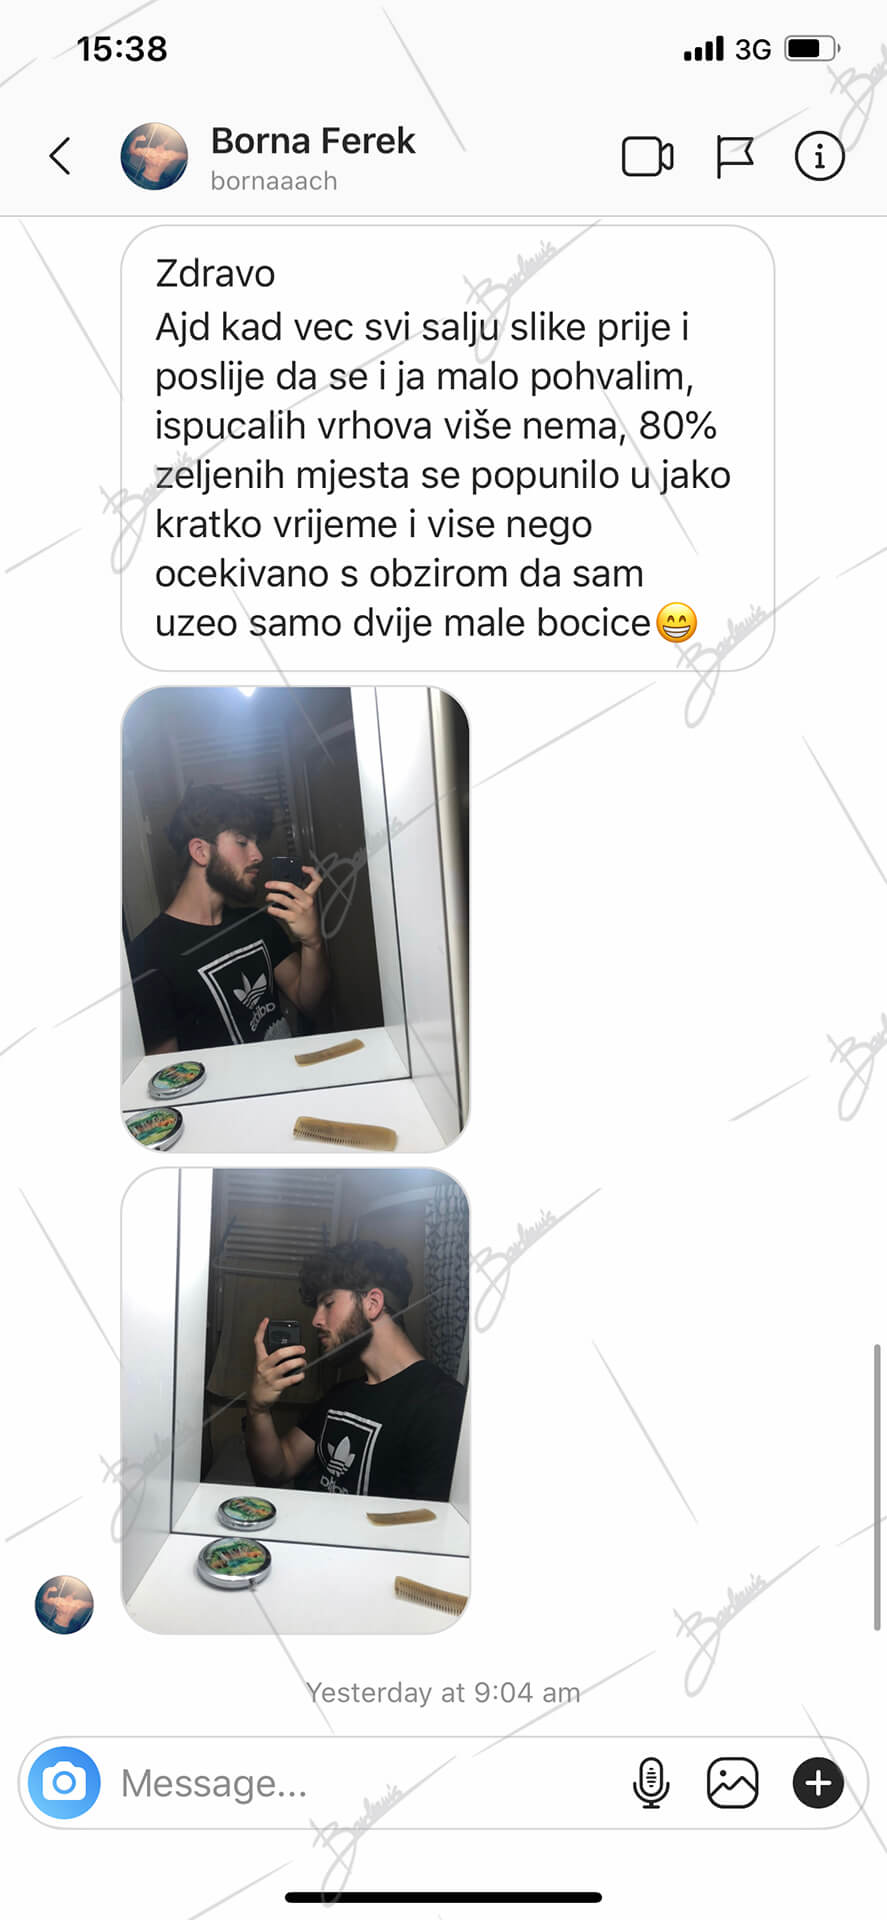 15:38
3G
Borna Ferek
bornaaach
Zdravo
Ajd kad vec svi salju slike prije i
poslije da se i ja malo pohvalim,
ispucalih vrhova više nema, 80%
zeljenih mjesta se popunilo u jako
kratko vrijeme i vise nego
ocekivano s obzirom da sam
uzeo samo dvije male bocice😁
Yesterday at 9:04 am
Message...